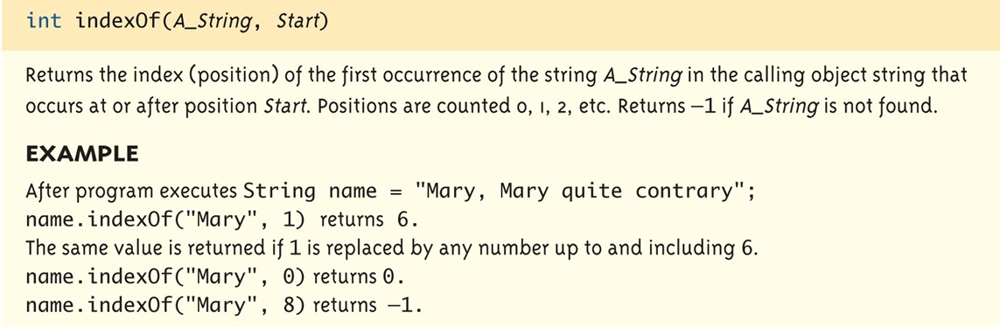 int indexOf(A_String, Start)
Returns the index (position) of the first occurrence of the string A_String in the calling object string that
occurs at or after position Start. Positions are counted 0, 1, 2, etc. Returns –1 if A_String is not found.
EXAMPLE
After program executes String name = "Mary, Mary quite contrary";
name.indexOf("Mary", 1) returns 6.
The same value is returned if 1 is replaced by any number up to and including 6.
name.indexOf("Mary", 0) returns 0.
name.indexOf("Mary", 8) returns –1.